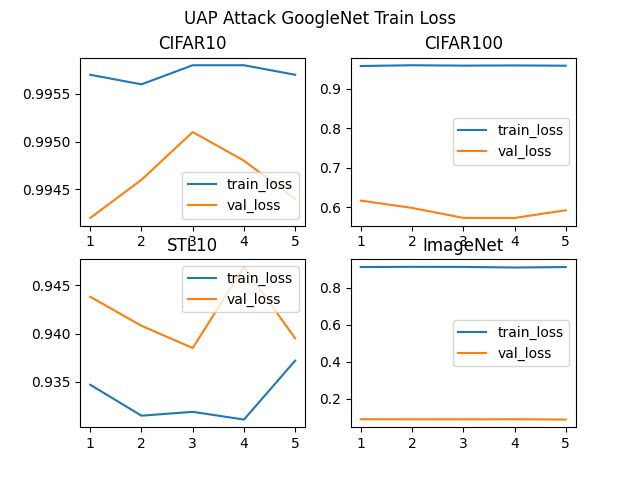 UAP Attack GoogleNet Train Loss
CIFAR10
0.9955
0.9950
0.9945
train_loss
val_loss
1 2 3 4 5
CIFAR100
0.9
0.8
0.7
0.6
train_loss
val_loss
1 2 3 4 5
STL10
0.945
0.940
0.935
train_loss
val_loss
1 2 3 4 5
ImageNet
0.8
0.6
0.4
0.2
train_loss
val_loss
1 2 3 4 5